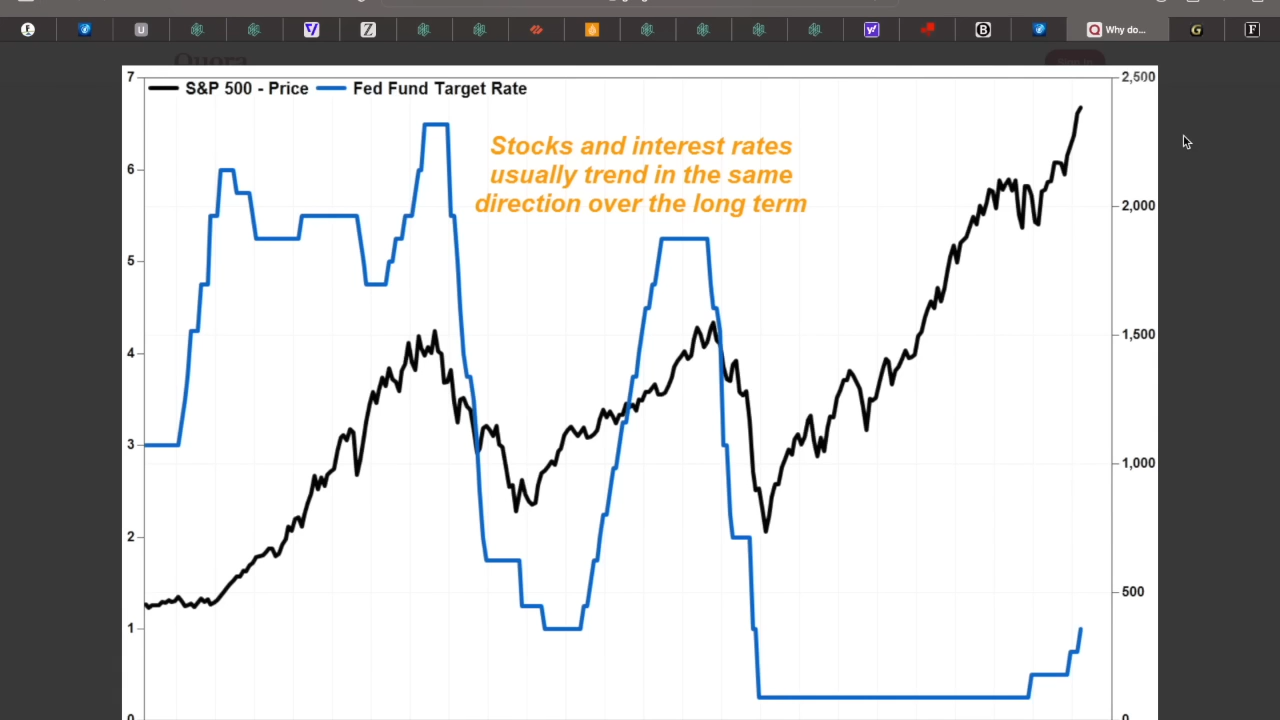 Why do...
Quora
7
S&P 500 - Price
Fed Fund Target Rate
2,500
Stocks and interest rates
usually trend in the same
direction over the long term
6
2,000
5
1,500
4
3
1,000
2
500
1
0
0